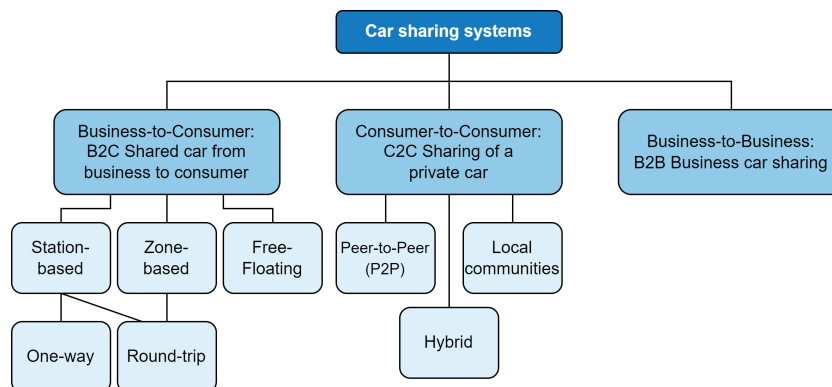 Car sharing systems
Business-to-Consumer:
B2C Shared car from
business to consumer
Consumer-to-Consumer:
C2C Sharing of a
private car
Business-to-Business:
B2B Business car sharing
Station-
based
Zone-
based
Free-
Floating
Peer-to-Peer
(P2P)
Local
communities
One-way
Round-trip
Hybrid